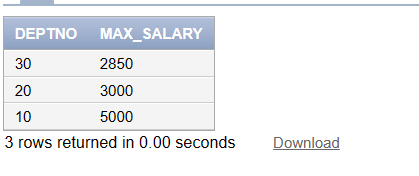 DEPTNO MAX_SALARY
30 2850
20 3000
10 5000
3 rows returned in 0.00 seconds Download